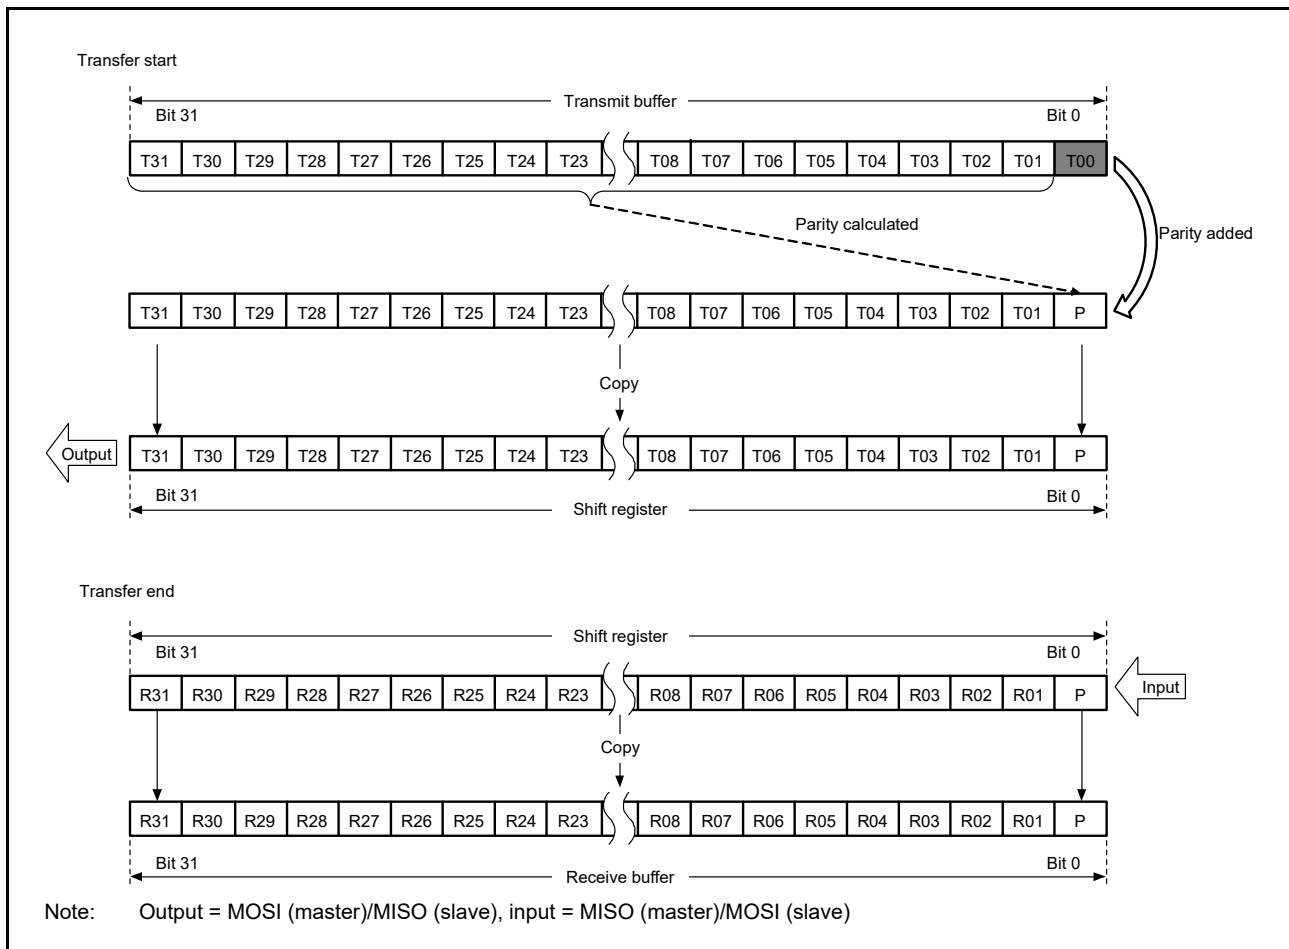 Transfer start
Transmit buffer
Bit 31 Bit 0
T31 T30 T29 T28 T27 T26 T25 T24 T23 T08 T07 T06 T05 T04 T03 T02 T01 T00
Parity calculated
Parity added
T31 T30 T29 T28 T27 T26 T25 T24 T23 T08 T07 T06 T05 T04 T03 T02 T01 P
Copy
Output T31 T30 T29 T28 T27 T26 T25 T24 T23 T08 T07 T06 T05 T04 T03 T02 T01 P
Bit 31 Bit 0
Shift register
Transfer end
Shift register
Bit 31 Bit 0
R31 R30 R29 R28 R27 R26 R25 R24 R23 R08 R07 R06 R05 R04 R03 R02 R01 P Input
Copy
R31 R30 R29 R28 R27 R26 R25 R24 R23 R08 R07 R06 R05 R04 R03 R02 R01 P
Bit 31 Bit 0
Receive buffer
Note: Output = MOSI (master)/MISO (slave), input = MISO (master)/MOSI (slave)